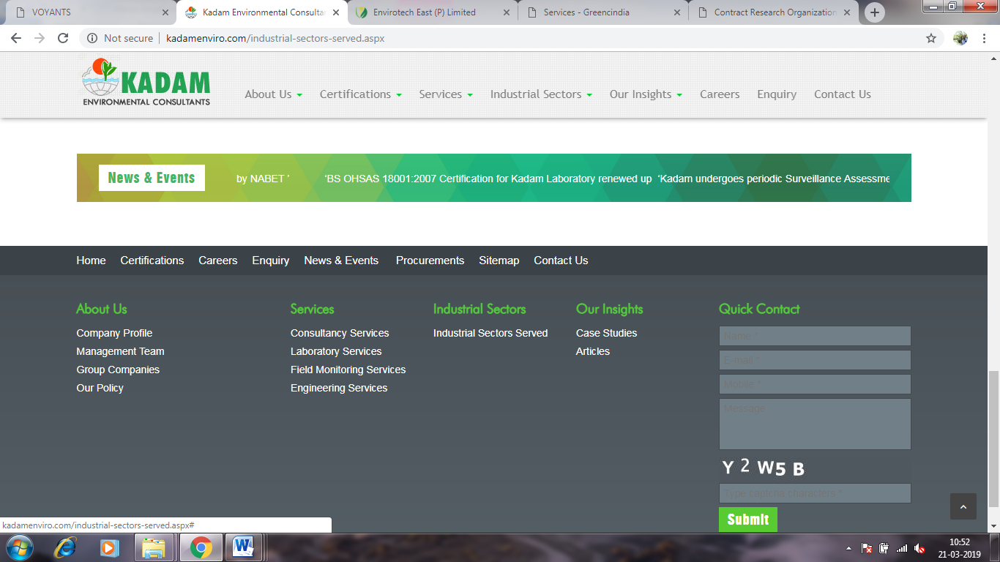 VOYANTS
Kadam Environmental Consulta
Envirotech East (P) Limited
Services - Greencindia
Contract Research Organization
Not secure
kadamenviro.com/industrial-sectors-served.aspx
KADAM
ENVIRONMENTAL CONSULTANTS
About Us
Certifications
Services
Industrial Sectors
Our Insights
Careers
Enquiry
Contact Us
News & Events
by NABET ’
‘BS OHSAS 18001:2007 Certification for Kadam Laboratory renewed up
‘Kadam undergoes periodic Surveillance Assessme
Home
Certifications
Careers
Enquiry
News & Events
Procurements
Sitemap
Contact Us
About Us
Company Profile
Management Team
Group Companies
Our Policy
Services
Consultancy Services
Laboratory Services
Field Monitoring Services
Engineering Services
Industrial Sectors
Industrial Sectors Served
Our Insights
Case Studies
Articles
Quick Contact
Name *
E-mail *
Mobile *
Message
Y 2 W5 B
Type captcha characters *
Submit
kadamenviro.com/industrial-sectors-served.aspx#
10:52
21-03-2019